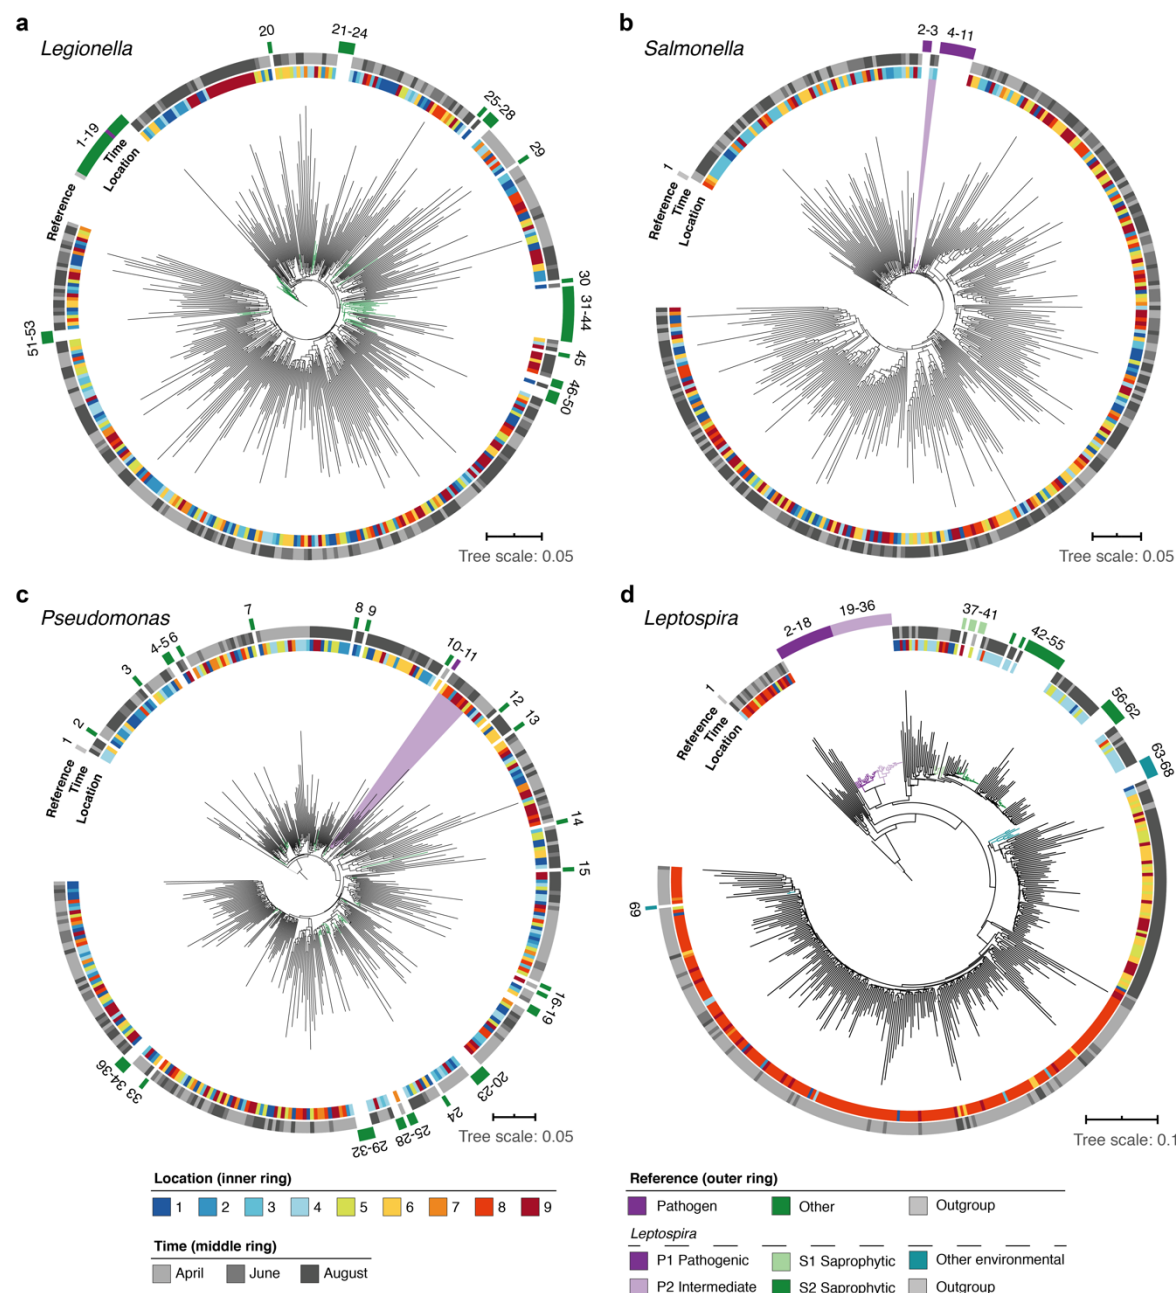 a
Legionella
20
21-24
25-28
29
30
31-44
45
46-50
51-53
1-19
Reference
Time
Location
Tree scale: 0.05
b
Salmonella
2-3
4-11
1
Reference
Time
Location
Tree scale: 0.05
c
Pseudomonas
1
2
3
4-5
6
7
8
9
10-11
12
13
14
15
16-19
20-23
24
25-28
29-32
33
34-36
Reference
Time
Location
Tree scale: 0.05
d
Leptospira
1
2-18
19-36
37-41
42-55
56-62
63-68
69
Reference
Time
Location
Tree scale: 0.1
Location (inner ring)
1 2 3 4 5 6 7 8 9
Time (middle ring)
April June August
Reference (outer ring)
Pathogen Other Outgroup
Leptospira
P1 Pathogenic S1 Saprophytic Other environmental
P2 Intermediate S2 Saprophytic Outgroup